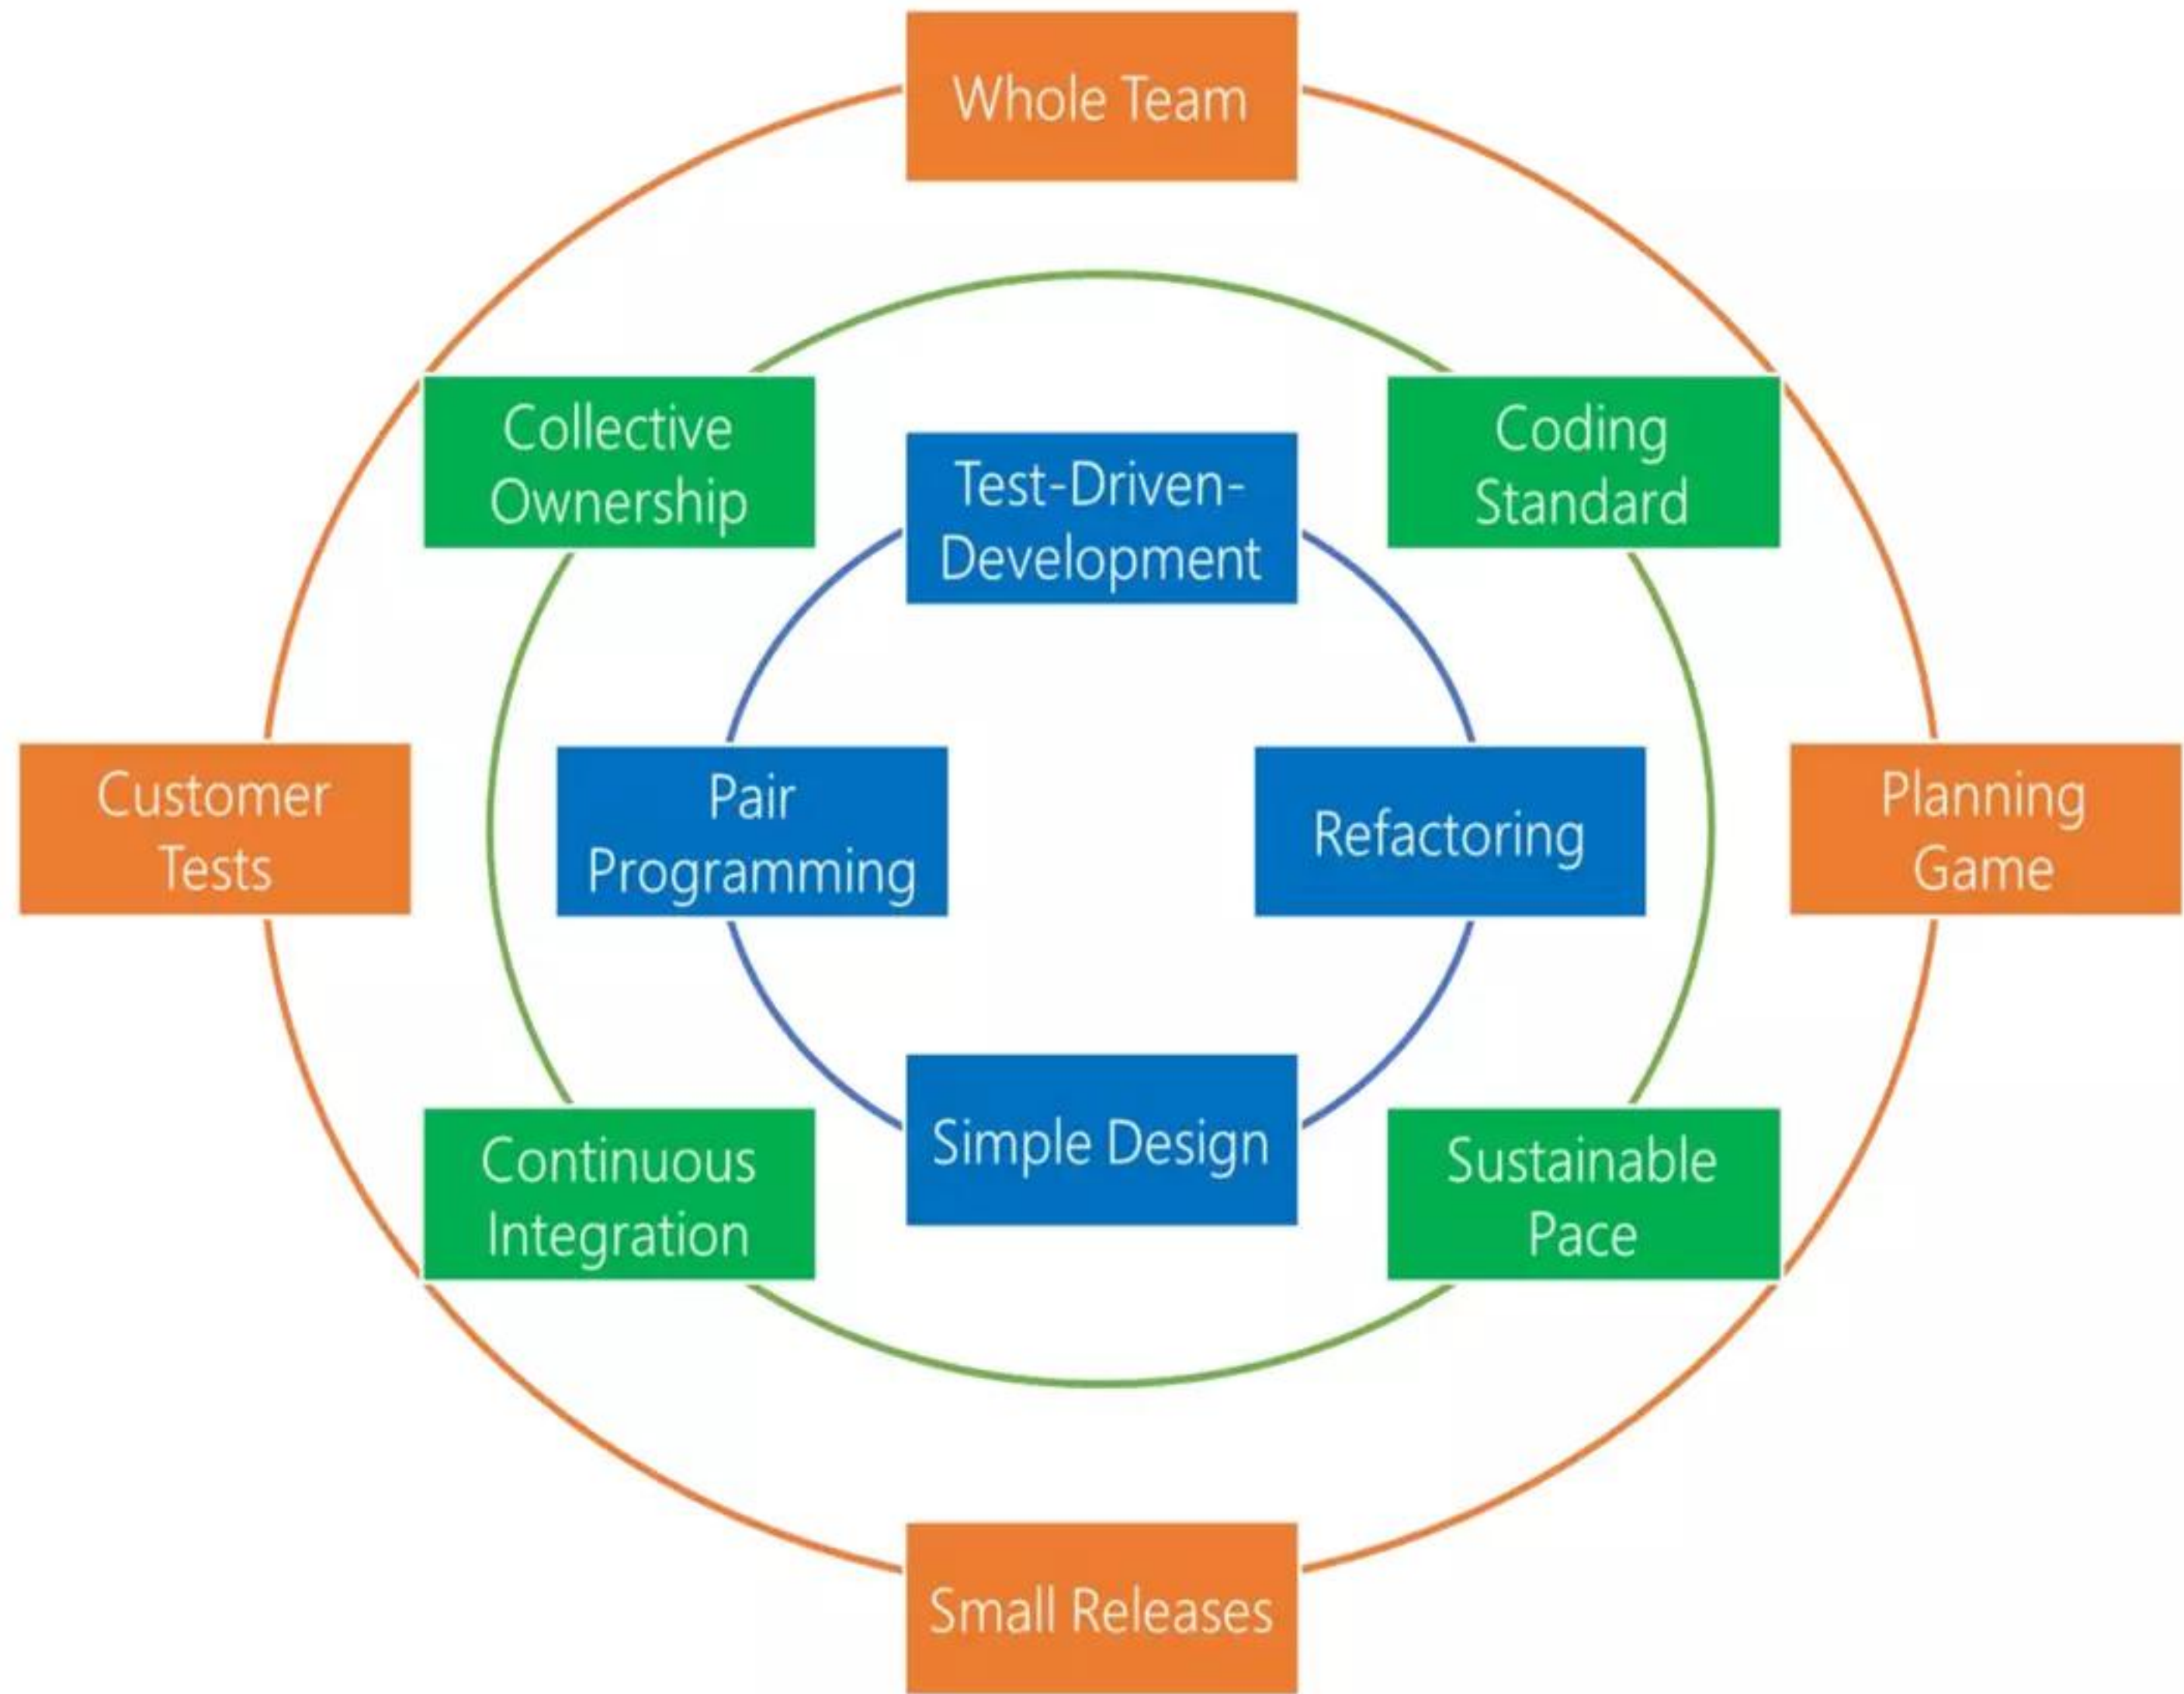 Whole Team
Collective
Ownership
Coding
Standard
Test-Driven-
Development
Customer
Tests
Pair
Programming
Refactoring
Planning
Game
Continuous
Integration
Simple Design
Sustainable
Pace
Small Releases